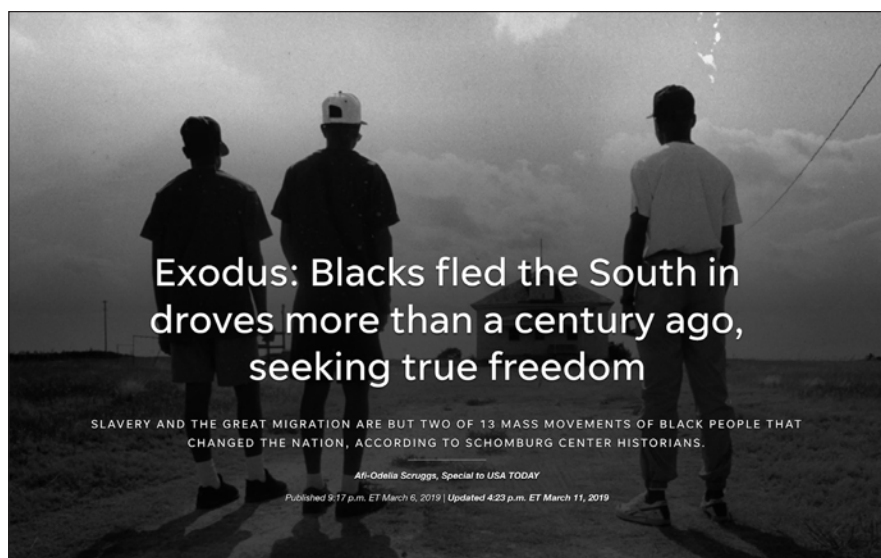 Exodus: Blacks fled the South in
droves more than a century ago,
seeking true freedom
SLAVERY AND THE GREAT MIGRATION ARE BUT TWO OF 13 MASS MOVEMENTS OF BLACK PEOPLE THAT
CHANGED THE NATION, ACCORDING TO SCHOMBURG CENTER HISTORIANS.
Afi-Odelia Scruggs, Special to USA TODAY
Published 9:17 p.m. ET March 6, 2019 | Updated 4:23 p.m. ET March 11, 2019